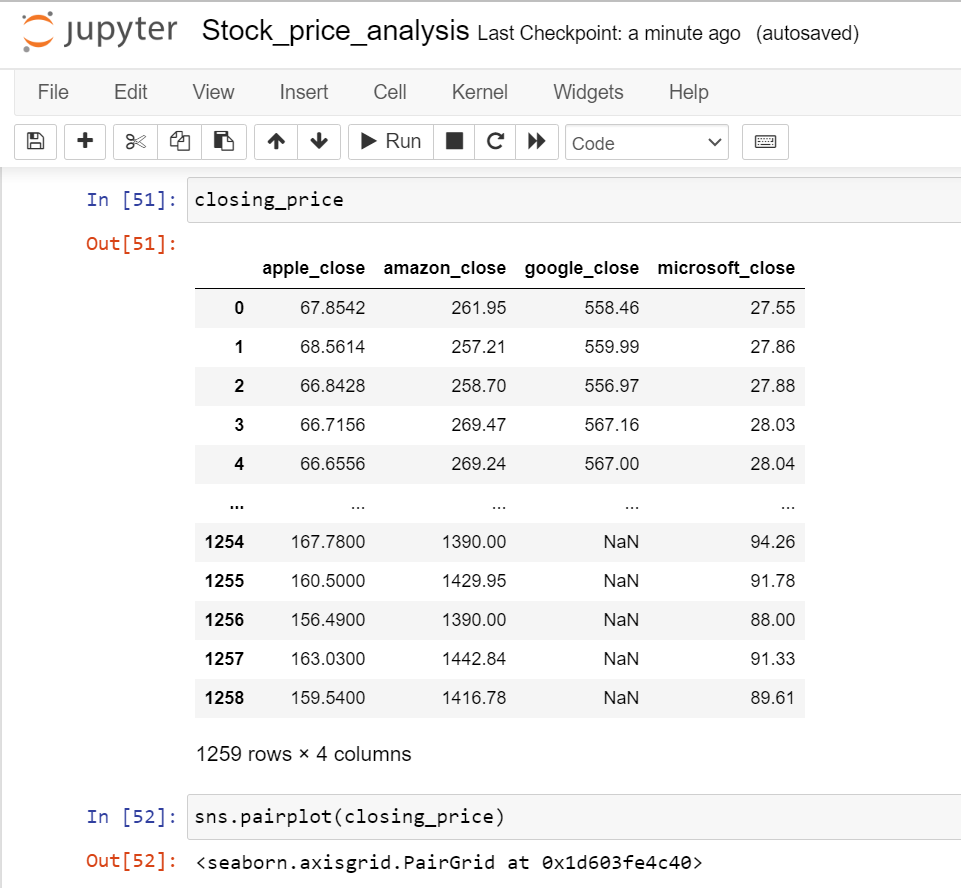 jupyter Stock_price_analysis Last Checkpoint: a minute ago (autosaved)
File Edit View Insert Cell Kernel Widgets Help
Run Code
In [51]: closing_price
Out[51]:
apple_close amazon_close google_close microsoft_close
0 67.8542 261.95 558.46 27.55
1 68.5614 257.21 559.99 27.86
2 66.8428 258.70 556.97 27.88
3 66.7156 269.47 567.16 28.03
4 66.6556 269.24 567.00 28.04
... ... ... ... ...
1254 167.7800 1390.00 NaN 94.26
1255 160.5000 1429.95 NaN 91.78
1256 156.4900 1390.00 NaN 88.00
1257 163.0300 1442.84 NaN 91.33
1258 159.5400 1416.78 NaN 89.61
1259 rows × 4 columns
In [52]: sns.pairplot(closing_price)
Out[52]: <seaborn.axisgrid.PairGrid at 0x1d603fe4c40>